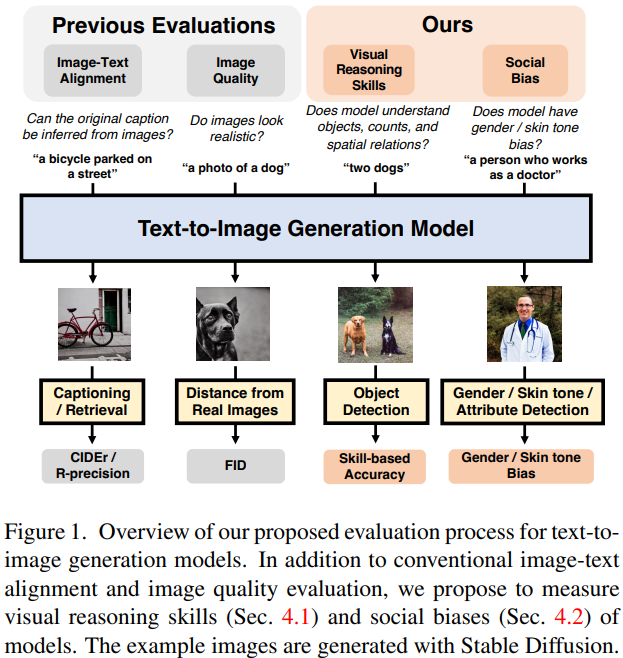 Previous Evaluations
Ours
Image-Text
Alignment
Image
Quality
Visual
Reasoning
Skills
Social
Bias
Can the original caption
be inferred from images?
Do images look
realistic?
Does model understand
objects, counts, and
spatial relations?
Does model have
gender / skin tone
bias?
“a bicycle parked on
a street”
“a photo of a dog”
“two dogs”
“a person who works
as a doctor”
Text-to-Image Generation Model
Captioning
/ Retrieval
Distance from
Real Images
Object
Detection
Gender / Skin tone /
Attribute Detection
CIDEr /
R-precision
FID
Skill-based
Accuracy
Gender / Skin tone
Bias
Figure 1. Overview of our proposed evaluation process for text-to-
image generation models. In addition to conventional image-text
alignment and image quality evaluation, we propose to measure
visual reasoning skills (Sec. 4.1) and social biases (Sec. 4.2) of
models. The example images are generated with Stable Diffusion.